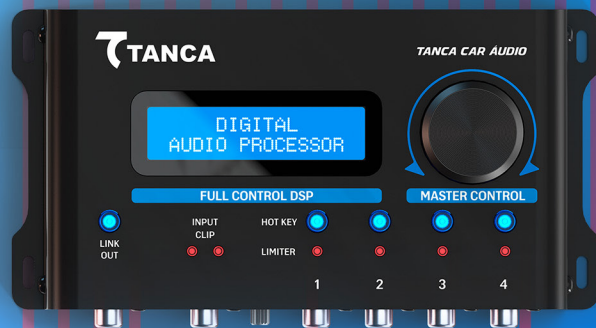 TANCA
TANCA CAR ÁUDIO
DIGITAL
AUDIO PROCESSOR
FULL CONTROL DSP
MASTER CONTROL
LINK
OUT
INPUT
CLIP
HOT KEY
LIMITER
1 2 3 4